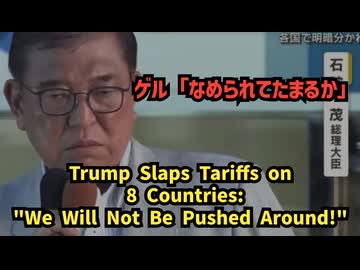 各国で明暗分かれ
石
茂
総理大臣
ゲル「なめられてたまるか」
Trump Slaps Tariffs on
8 Countries:
"We Will Not Be Pushed Around!"